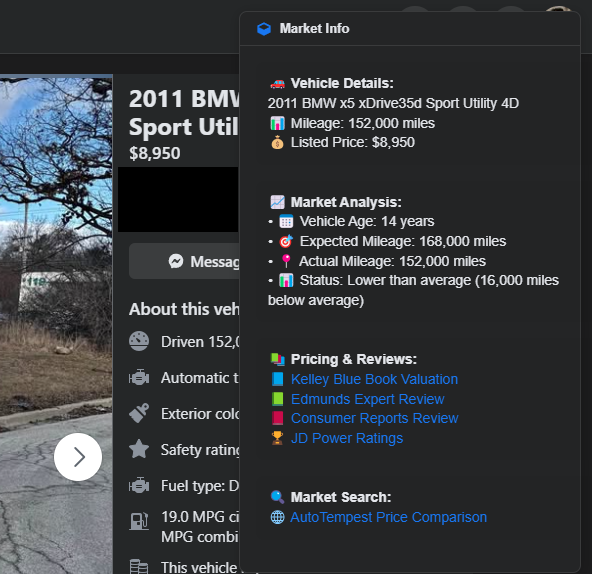 Market Info
Vehicle Details:
2011 BMW x5 xDrive35d Sport Utility 4D
Mileage: 152,000 miles
Listed Price: $8,950
Market Analysis:
• Vehicle Age: 14 years
• Expected Mileage: 168,000 miles
• Actual Mileage: 152,000 miles
• Status: Lower than average (16,000 miles
below average)
Pricing & Reviews:
Kelley Blue Book Valuation
Edmunds Expert Review
Consumer Reports Review
JD Power Ratings
Market Search:
AutoTempest Price Comparison
2011 BMW
Sport Util
$8,950
Messag
About this veh
Driven 152,0
Automatic t
Exterior colo
Safety rating
Fuel type: D
19.0 MPG ci
MPG combi
This vehicle